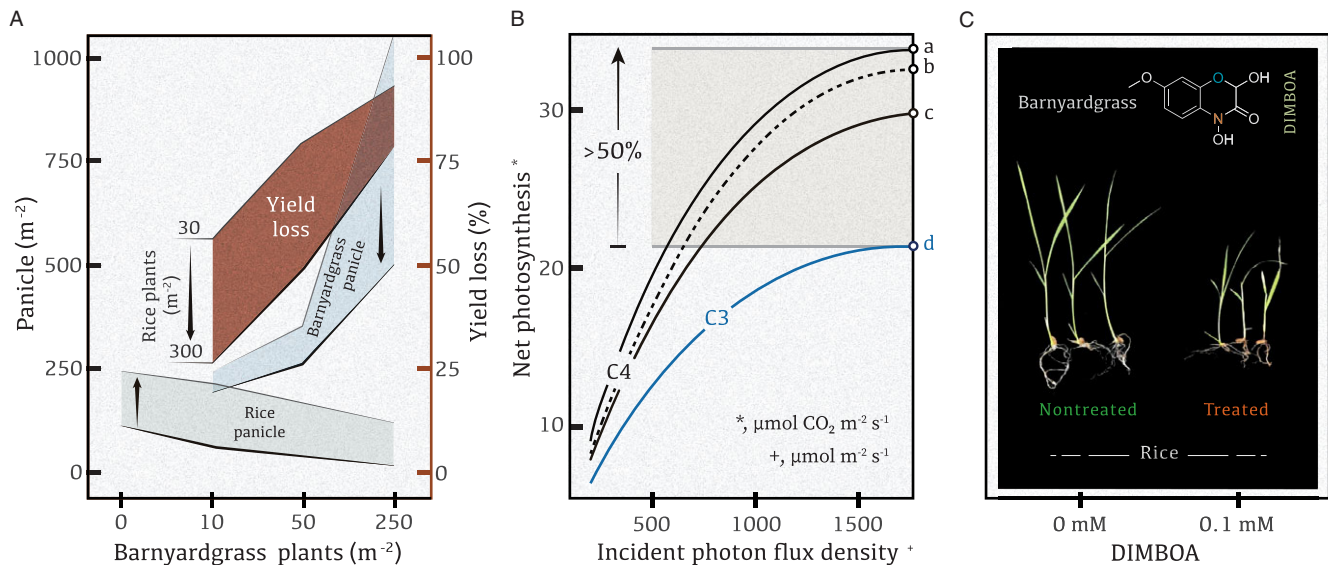 A
1000
750
500
250
0
Panicle (m⁻²)
100
75
50
25
0
Yield loss (%)
30
Rice plants
(m⁻²)
300
Yield
loss
Barnyardgrass
panicle
Rice
panicle
0
10
50
250
Barnyardgrass plants (m⁻²)
B
30
20
10
Net photosynthesis *
>50%
a
b
c
d
C4
C3
*, µmol CO₂ m⁻² s⁻¹
+, µmol m⁻² s⁻¹
500
1000
1500
Incident photon flux density +
C
Barnyardgrass
O
O
OH
N
O
OH
DIMBOA
Nontreated
Treated
Rice
0 mM
0.1 mM
DIMBOA